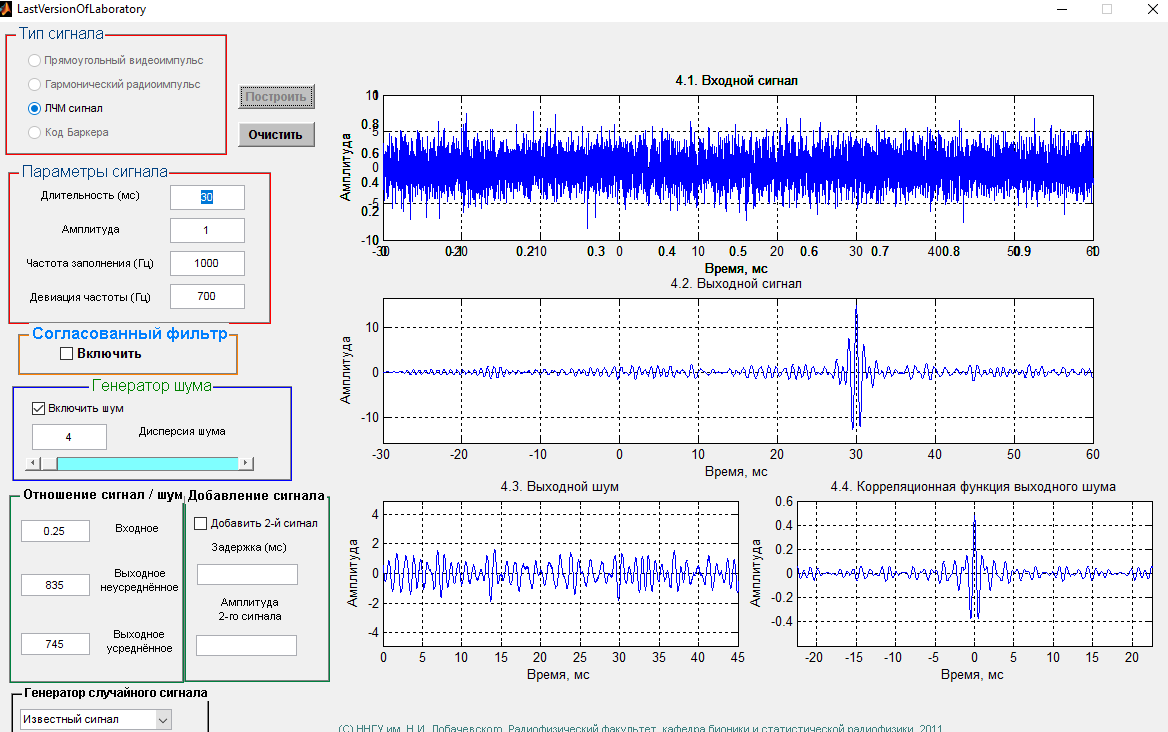 LastVersionOfLaboratory
Тип сигнала
Прямоугольный видеоимпульс
Гармонический радиоимпульс
ЛЧМ сигнал
Код Баркера
Построить
Очистить
Параметры сигнала
Длительность (мс)
30
Амплитуда
1
Частота заполнения (Гц)
1000
Девиация частоты (Гц)
700
Согласованный фильтр
Включить
Генератор шума
Включить шум
4
Дисперсия шума
Отношение сигнал / шум
0.25
Входное
835
Выходное
неусреднённое
745
Выходное
усреднённое
Добавление сигнала
Добавить 2-й сигнал
Задержка (мс)
Амплитуда
2-го сигнала
Генератор случайного сигнала
Известный сигнал
4.1. Входной сигнал
Амплитуда
10
1
0.8
5
0.6
0
0.4
-5
0.2
-10
-30 -20 -10 0 10 20 30 40 50 60
0 0.1 0.2 0.3 0.4 0.5 0.6 0.7 0.8 0.9 1
Время, мс
4.2. Выходной сигнал
Амплитуда
10
0
-10
-30 -20 -10 0 10 20 30 40 50 60
Время, мс
4.3. Выходной шум
Амплитуда
4
2
0
-2
-4
0 5 10 15 20 25 30 35 40 45
Время, мс
4.4. Корреляционная функция выходного шума
Амплитуда
0.6
0.4
0.2
0
-0.2
-0.4
-20 -15 -10 -5 0 5 10 15 20
Время, мс
(С) ННГУ им. Н.И. Лобачевского, Радиофизический факультет, кафедра бионики и статистической радиофизики, 2011